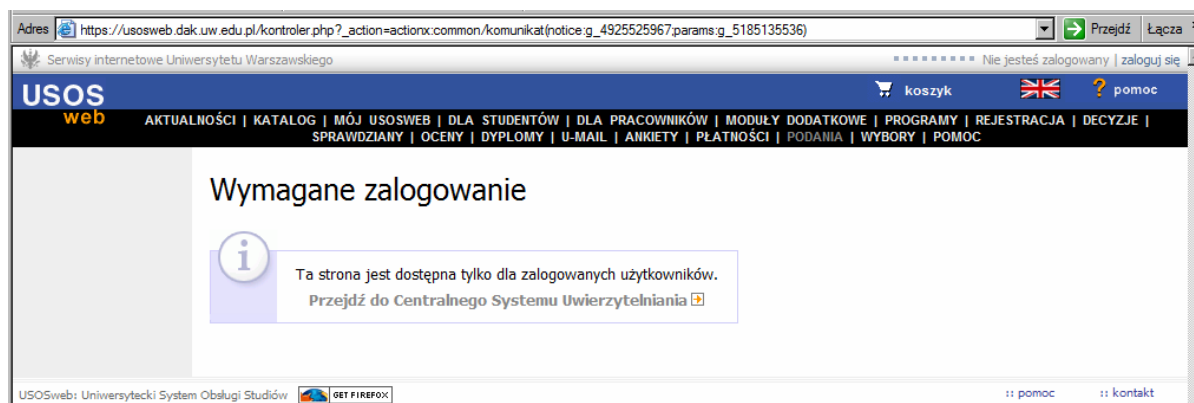 Adres https://usosweb.dak.uw.edu.pl/kontroler.php?_action=actionx:common/komunikat(notice:g_4925525967;params:g_5185135536) Przejdź Łącza
Serwisy internetowe Uniwersytetu Warszawskiego Nie jesteś zalogowany | zaloguj się
USOS web koszyk ? pomoc
AKTUALNOŚCI | KATALOG | MÓJ USOSWEB | DLA STUDENTÓW | DLA PRACOWNIKÓW | MODUŁY DODATKOWE | PROGRAMY | REJESTRACJA | DECYZJE |
SPRAWDZIANY | OCENY | DYPLOMY | U-MAIL | ANKIETY | PŁATNOŚCI | PODANIA | WYBORY | POMOC
Wymagane zalogowanie
i
Ta strona jest dostępna tylko dla zalogowanych użytkowników.
Przejdź do Centralnego Systemu Uwierzytelniania
USOSweb: Uniwersytecki System Obsługi Studiów GET FIREFOX :: pomoc :: kontakt